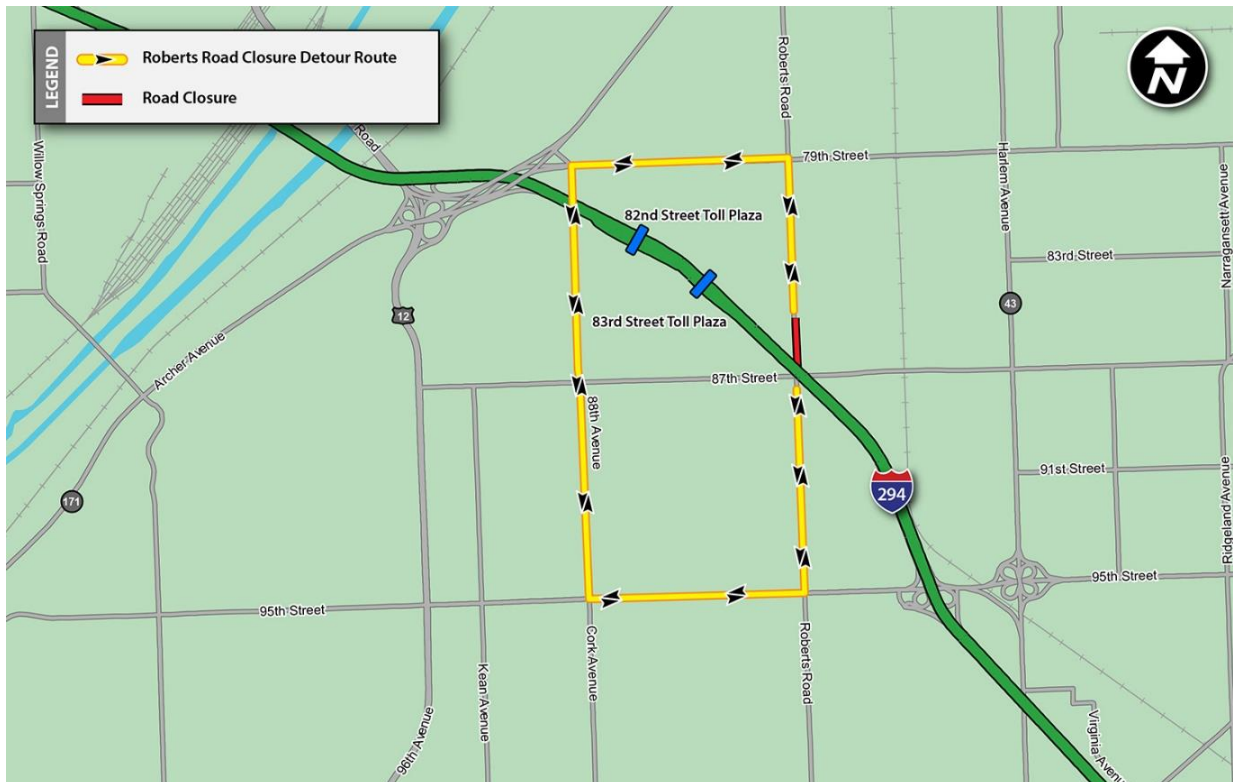 LEGEND
Roberts Road Closure Detour Route
Road Closure
N
Willow Springs Road
Road
Roberts Road
79th Street
Harlem Avenue
Narragansett Avenue
82nd Street Toll Plaza
83rd Street
43
12
83rd Street Toll Plaza
Archer Avenue
87th Street
88th Avenue
91st Street
171
294
Ridgeland Avenue
95th Street
95th Street
Cork Avenue
Roberts Road
Kean Avenue
96th Avenue
Virginia Avenue